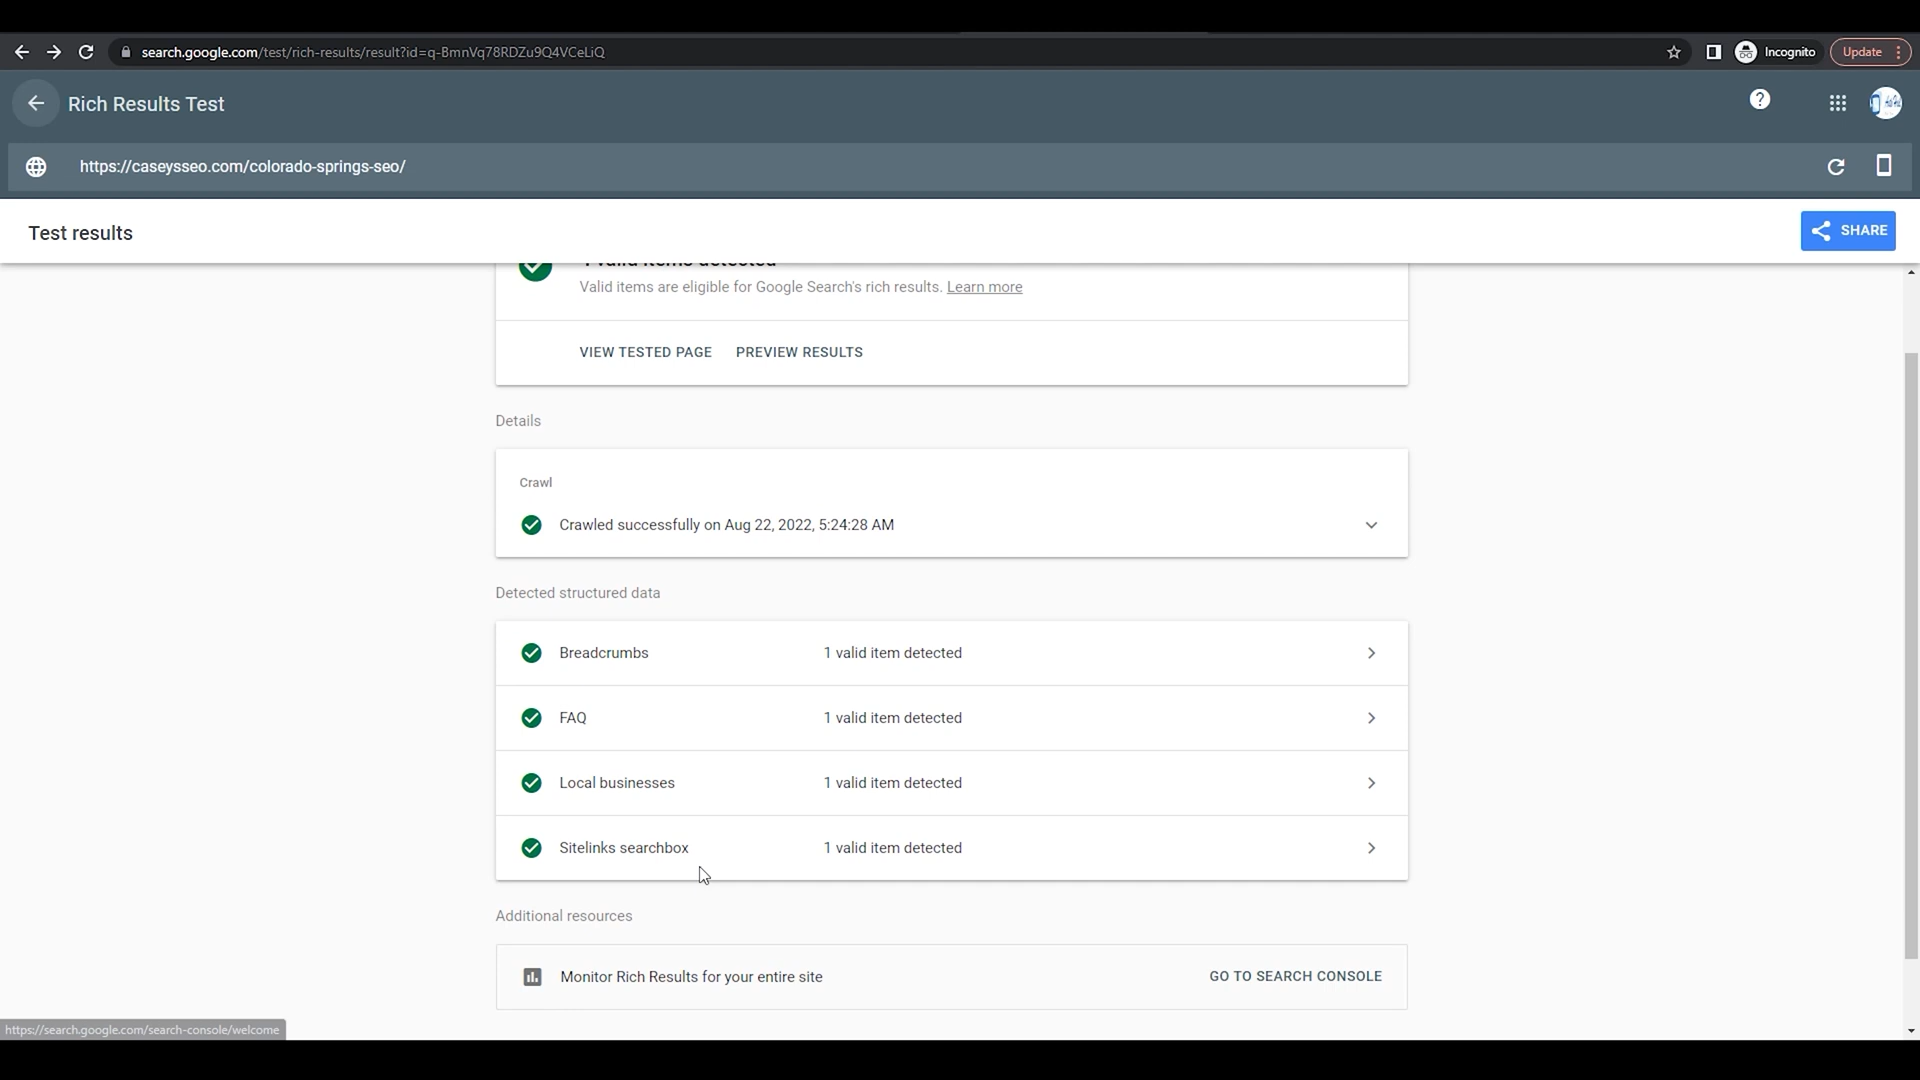 search.google.com/test/rich-results/result?id=q-BmnVq78RDZu9Q4VCeLiQ
Incognito
Update
Rich Results Test
https://caseysseo.com/colorado-springs-seo/
Test results
SHARE
valid items detected
Valid items are eligible for Google Search's rich results. Learn more
VIEW TESTED PAGE PREVIEW RESULTS
Details
Crawl
Crawled successfully on Aug 22, 2022, 5:24:28 AM
Detected structured data
Breadcrumbs 1 valid item detected
FAQ 1 valid item detected
Local businesses 1 valid item detected
Sitelinks searchbox 1 valid item detected
Additional resources
Monitor Rich Results for your entire site GO TO SEARCH CONSOLE
https://search.google.com/search-console/welcome